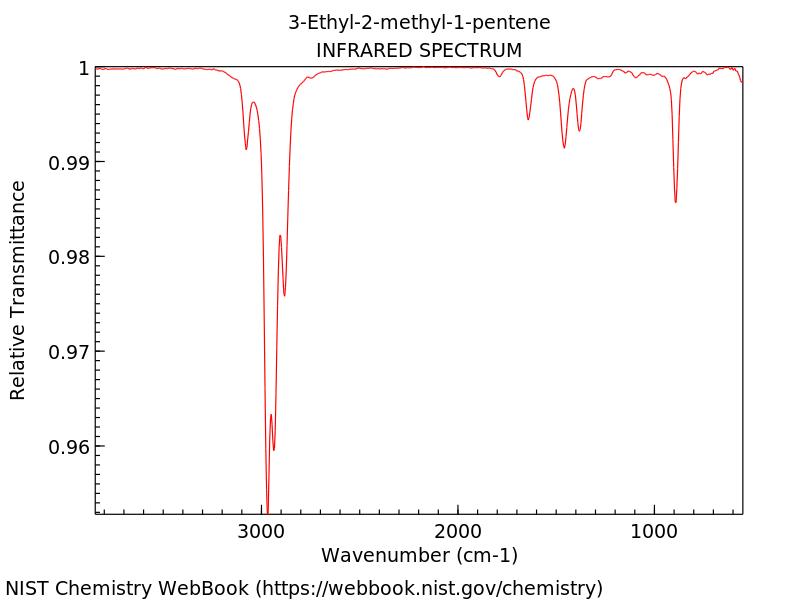 3-Ethyl-2-methyl-1-pentene
INFRARED SPECTRUM
1
0.99
0.98
0.97
0.96
Relative Transmittance
3000 2000 1000
Wavenumber (cm-1)
NIST Chemistry WebBook (https://webbook.nist.gov/chemistry)